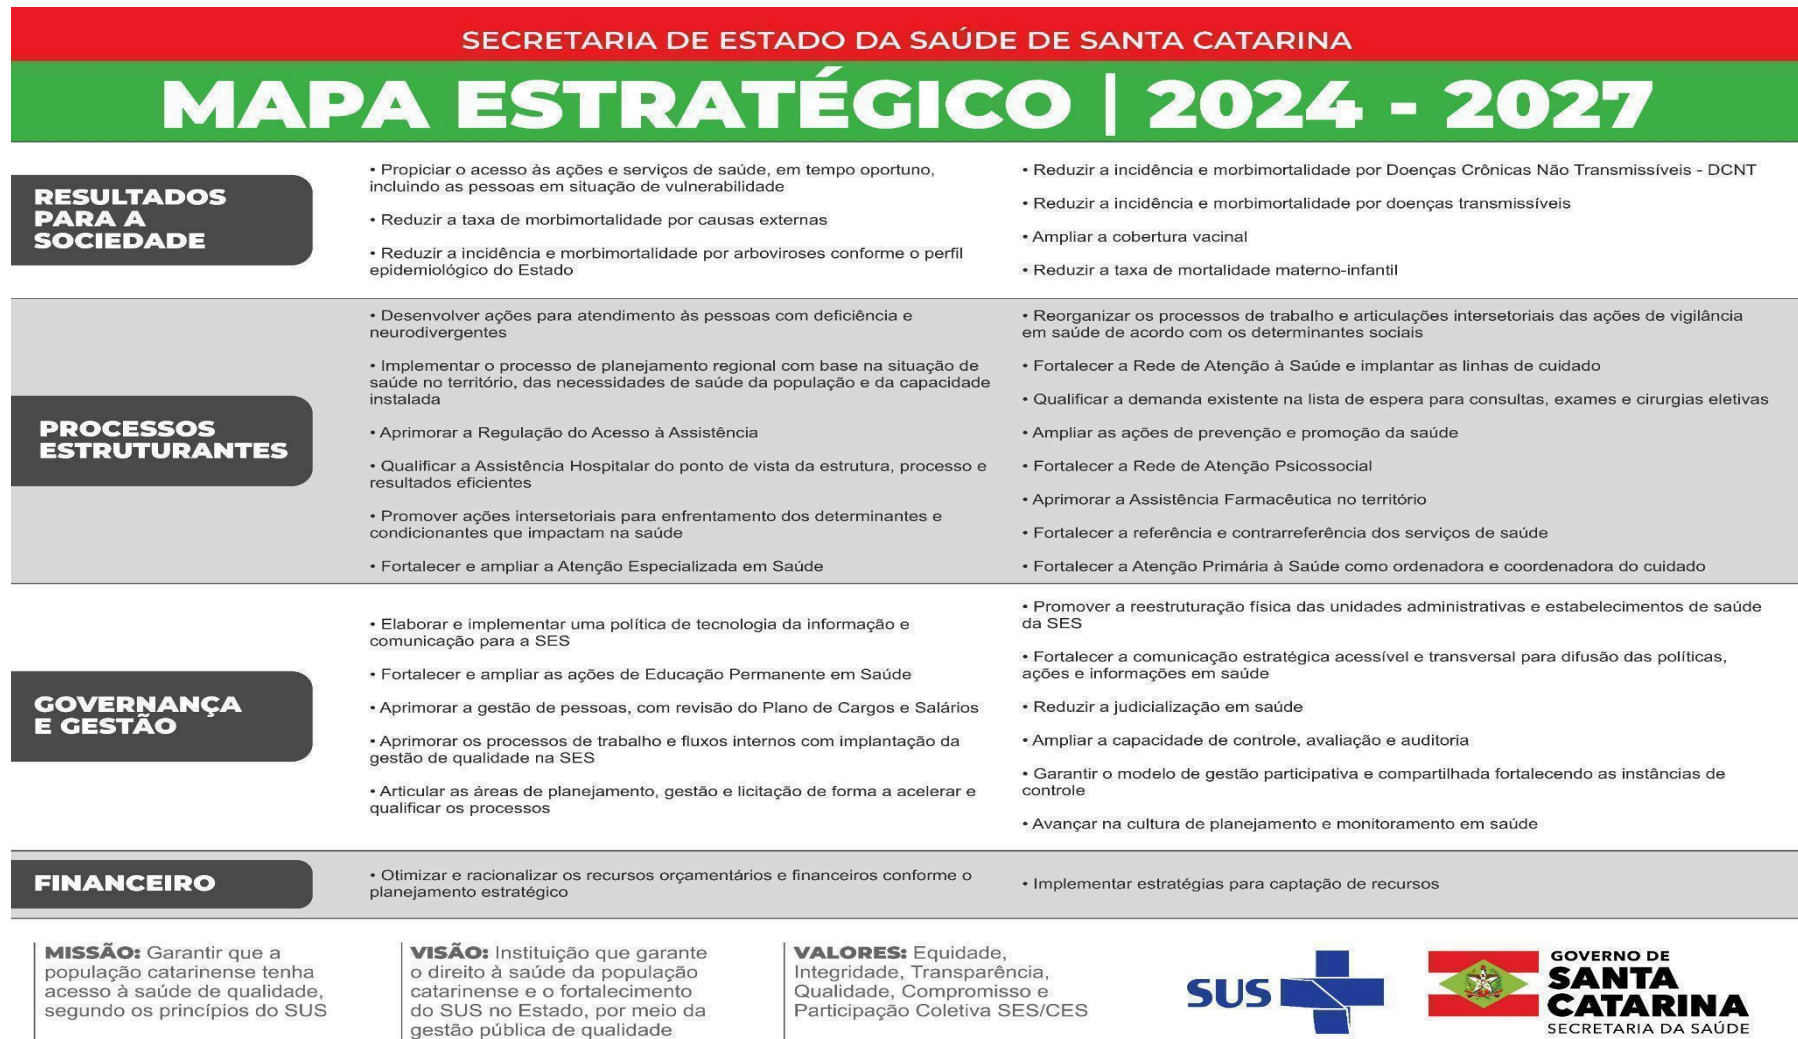 SECRETARIA DE ESTADO DA SAÚDE DE SANTA CATARINA
MAPA ESTRATÉGICO | 2024 - 2027
RESULTADOS
PARA A
SOCIEDADE
• Propiciar o acesso às ações e serviços de saúde, em tempo oportuno,
incluindo as pessoas em situação de vulnerabilidade
• Reduzir a taxa de morbimortalidade por causas externas
• Reduzir a incidência e morbimortalidade por arboviroses conforme o perfil
epidemiológico do Estado
• Reduzir a incidência e morbimortalidade por Doenças Crônicas Não Transmissíveis - DCNT
• Reduzir a incidência e morbimortalidade por doenças transmissíveis
• Ampliar a cobertura vacinal
• Reduzir a taxa de mortalidade materno-infantil
PROCESSOS
ESTRUTURANTES
• Desenvolver ações para atendimento às pessoas com deficiência e
neurodivergentes
• Implementar o processo de planejamento regional com base na situação de
saúde no território, das necessidades de saúde da população e da capacidade
instalada
• Aprimorar a Regulação do Acesso à Assistência
• Qualificar a Assistência Hospitalar do ponto de vista da estrutura, processo e
resultados eficientes
• Promover ações intersetoriais para enfrentamento dos determinantes e
condicionantes que impactam na saúde
• Fortalecer e ampliar a Atenção Especializada em Saúde
• Reorganizar os processos de trabalho e articulações intersetoriais das ações de vigilância
em saúde de acordo com os determinantes sociais
• Fortalecer a Rede de Atenção à Saúde e implantar as linhas de cuidado
• Qualificar a demanda existente na lista de espera para consultas, exames e cirurgias eletivas
• Ampliar as ações de prevenção e promoção da saúde
• Fortalecer a Rede de Atenção Psicossocial
• Aprimorar a Assistência Farmacêutica no território
• Fortalecer a referência e contrarreferência dos serviços de saúde
• Fortalecer a Atenção Primária à Saúde como ordenadora e coordenadora do cuidado
GOVERNANÇA
E GESTÃO
• Elaborar e implementar uma política de tecnologia da informação e
comunicação para a SES
• Fortalecer e ampliar as ações de Educação Permanente em Saúde
• Aprimorar a gestão de pessoas, com revisão do Plano de Cargos e Salários
• Aprimorar os processos de trabalho e fluxos internos com implantação da
gestão de qualidade na SES
• Articular as áreas de planejamento, gestão e licitação de forma a acelerar e
qualificar os processos
• Promover a reestruturação física das unidades administrativas e estabelecimentos de saúde
da SES
• Fortalecer a comunicação estratégica acessível e transversal para difusão das políticas,
ações e informações em saúde
• Reduzir a judicialização em saúde
• Ampliar a capacidade de controle, avaliação e auditoria
• Garantir o modelo de gestão participativa e compartilhada fortalecendo as instâncias de
controle
• Avançar na cultura de planejamento e monitoramento em saúde
FINANCEIRO
• Otimizar e racionalizar os recursos orçamentários e financeiros conforme o
planejamento estratégico
• Implementar estratégias para captação de recursos
MISSÃO: Garantir que a
população catarinense tenha
acesso à saúde de qualidade,
segundo os princípios do SUS
VISÃO: Instituição que garante
o direito à saúde da população
catarinense e o fortalecimento
do SUS no Estado, por meio da
gestão pública de qualidade
VALORES: Equidade,
Integridade, Transparência,
Qualidade, Compromisso e
Participação Coletiva SES/CES
SUS
GOVERNO DE
SANTA
CATARINA
SECRETARIA DA SAÚDE